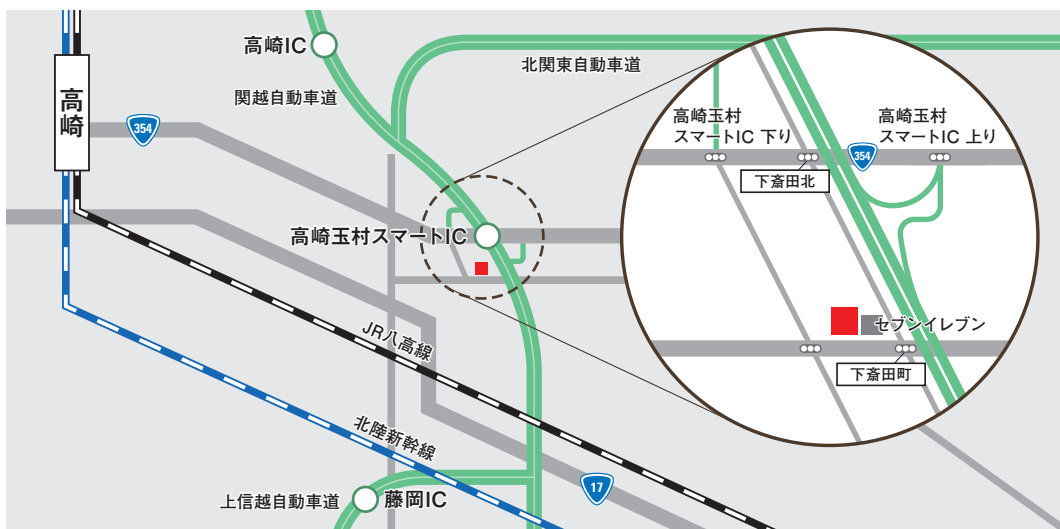 高崎IC
北関東自動車道
関越自動車道
高崎
354
高崎玉村
スマートIC 下り
高崎玉村
スマートIC 上り
354
下斎田北
高崎玉村スマートIC
セブンイレブン
JR八高線
下斎田町
北陸新幹線
17
上信越自動車道
藤岡IC